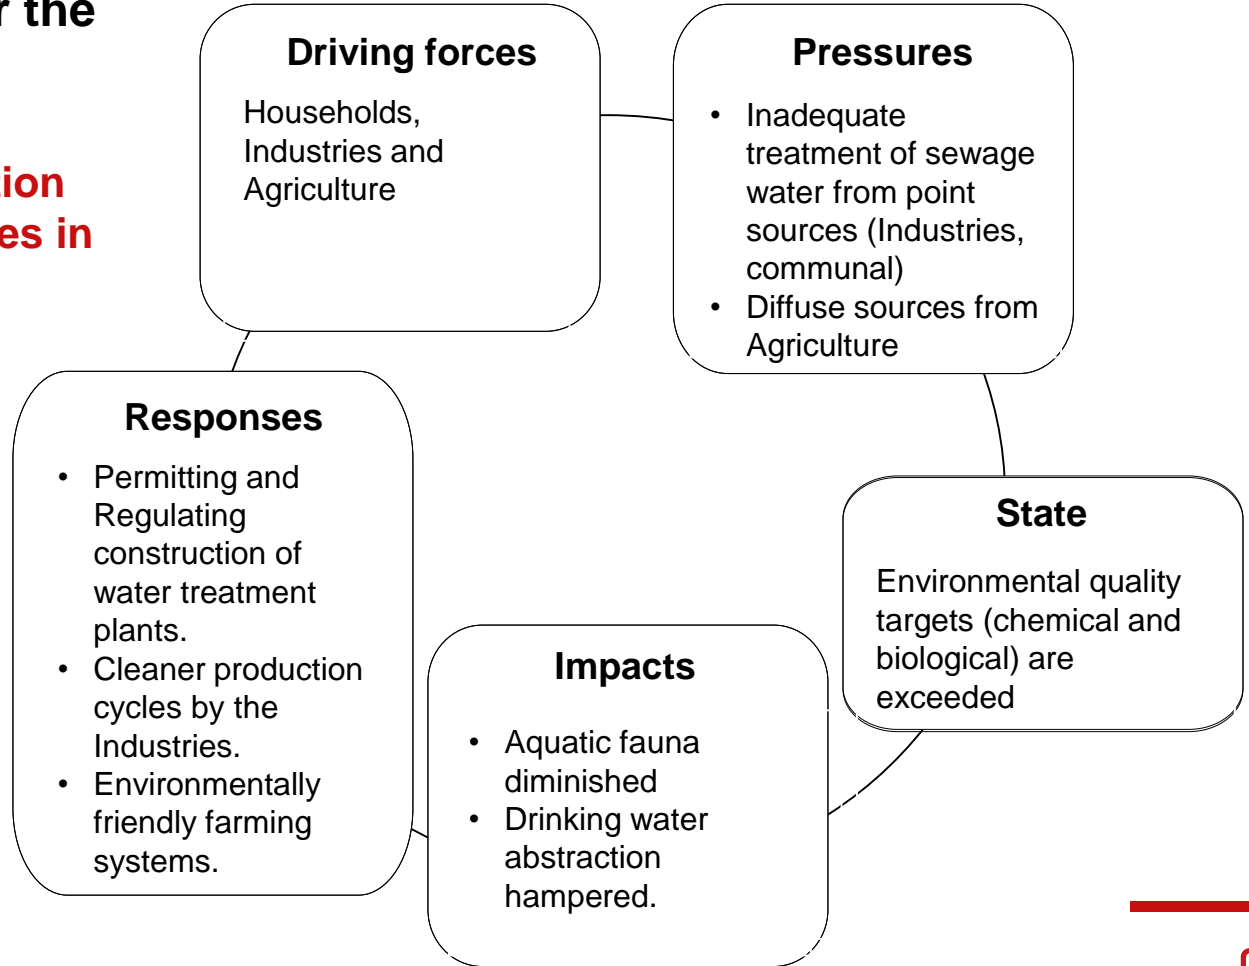 r the
tion
es in
Driving forces
Households,
Industries and
Agriculture
Pressures
• Inadequate
treatment of sewage
water from point
sources (Industries,
communal)
• Diffuse sources from
Agriculture
State
Environmental quality
targets (chemical and
biological) are
exceeded
Impacts
• Aquatic fauna
diminished
• Drinking water
abstraction
hampered.
Responses
• Permitting and
Regulating
construction of
water treatment
plants.
• Cleaner production
cycles by the
Industries.
• Environmentally
friendly farming
systems.